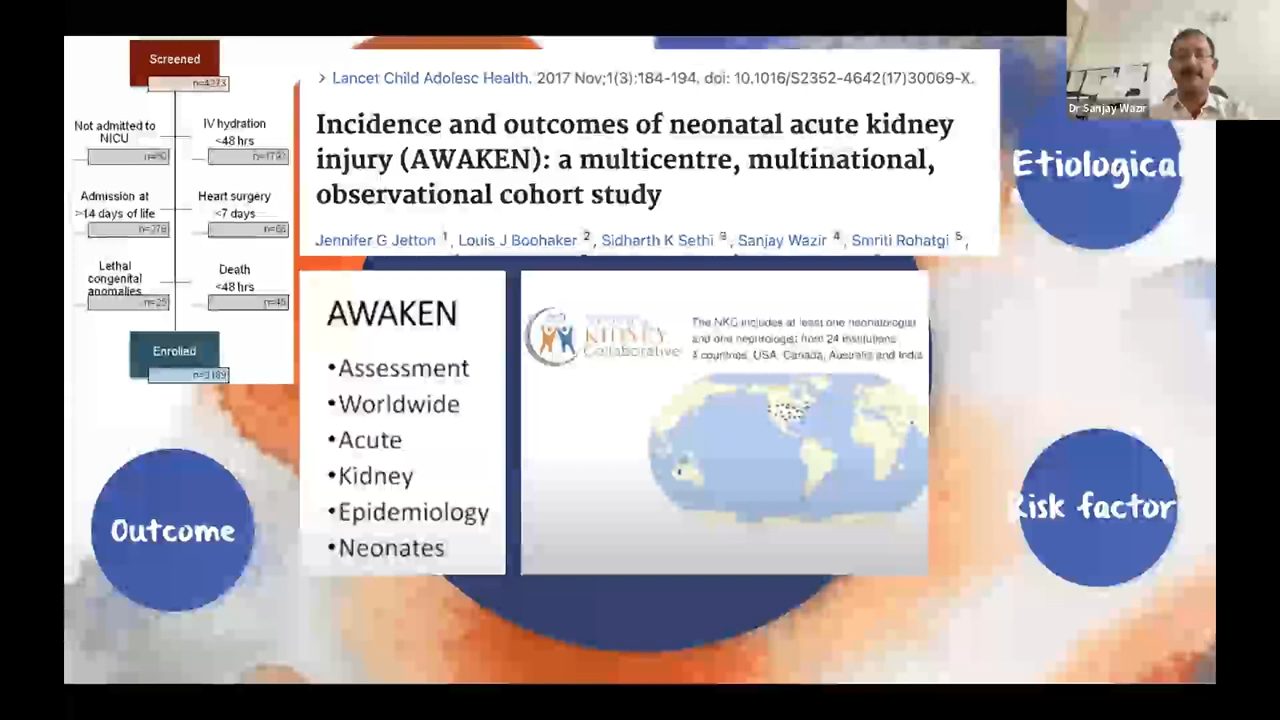 Screened
n=4273
Not admitted to
NICU
IV hydration
<48 hrs
Admission at
>14 days of life
n=278
Heart surgery
<7 days
Lethal
congenital
anomalies
n=25
Death
<48 hrs
Enrolled
> Lancet Child Adolesc Health. 2017 Nov;1(3):184-194. doi: 10.1016/S2352-4642(17)30069-X.
Incidence and outcomes of neonatal acute kidney
injury (AWAKEN): a multicentre, multinational,
observational cohort study
Jennifer G Jetton 1, Louis J Boohaker 2, Sidharth K Sethi 3, Sanjay Wazir 4, Smriti Rohatgi 5,
AWAKEN
•Assessment
•Worldwide
•Acute
•Kidney
•Epidemiology
•Neonates
KIDNEY
Collaborative
The NKC includes at least one neonatologist
and one nephrologist from 24 institutions
4 countries, USA, Canada, Australia and India
Dr Sanjay Wazir
Etiological
Outcome
Risk factor